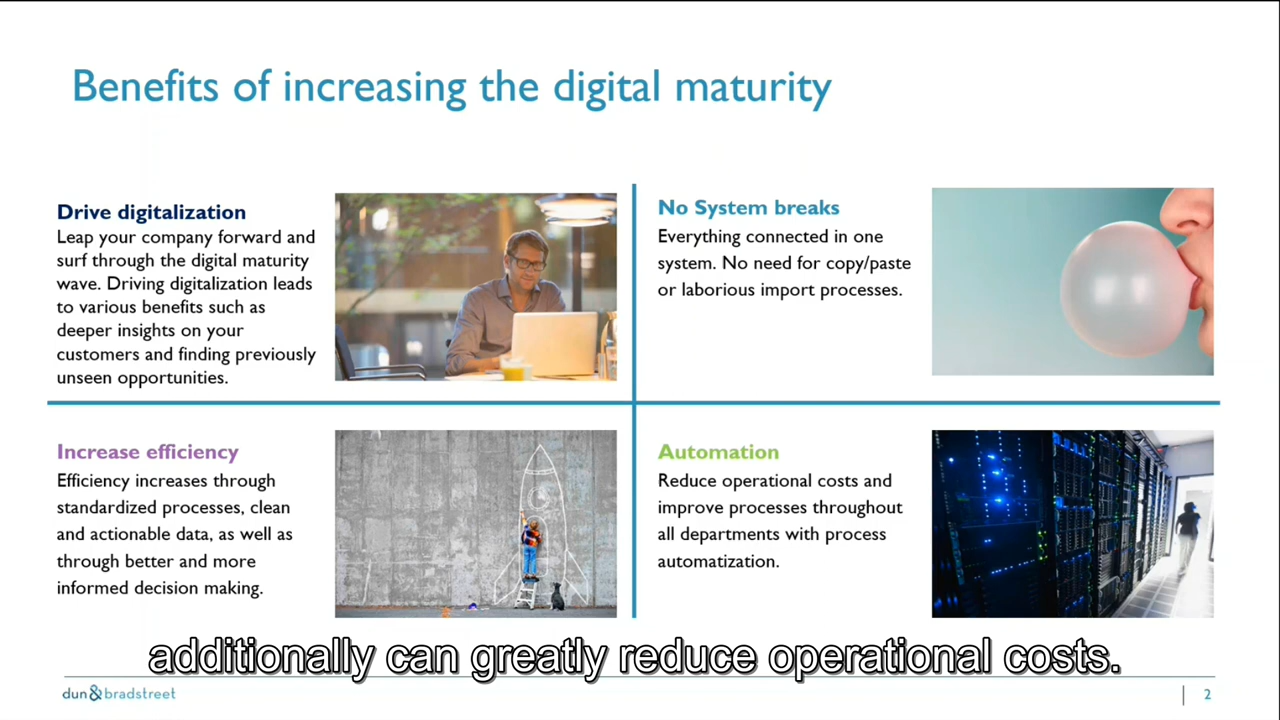 Benefits of increasing the digital maturity
Drive digitalization
Leap your company forward and
surf through the digital maturity
wave. Driving digitalization leads
to various benefits such as
deeper insights on your
customers and finding previously
unseen opportunities.
No System breaks
Everything connected in one
system. No need for copy/paste
or laborious import processes.
Increase efficiency
Efficiency increases through
standardized processes, clean
and actionable data, as well as
through better and more
informed decision making.
Automation
Reduce operational costs and
improve processes throughout
all departments with process
automatization.
additionally can greatly reduce operational costs.
dun&bradstreet
2